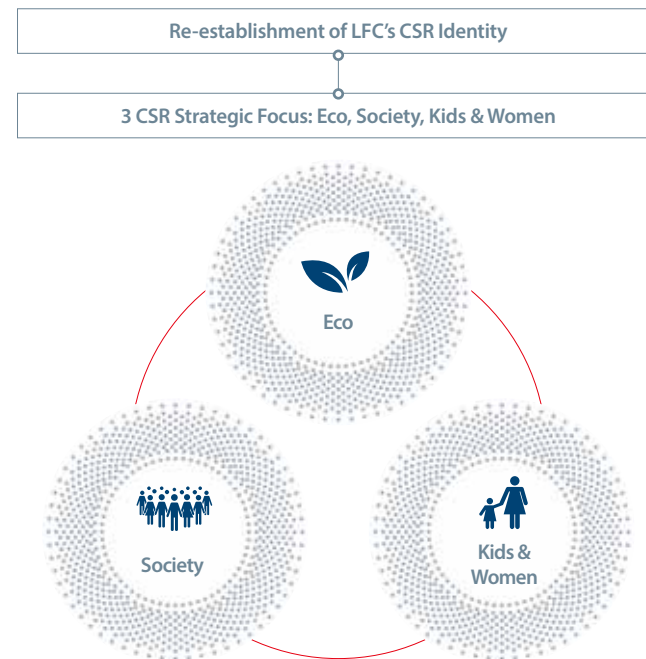 Re-establishment of LFC's CSR Identity
3 CSR Strategic Focus: Eco, Society, Kids & Women
Eco
Society
Kids &
Women